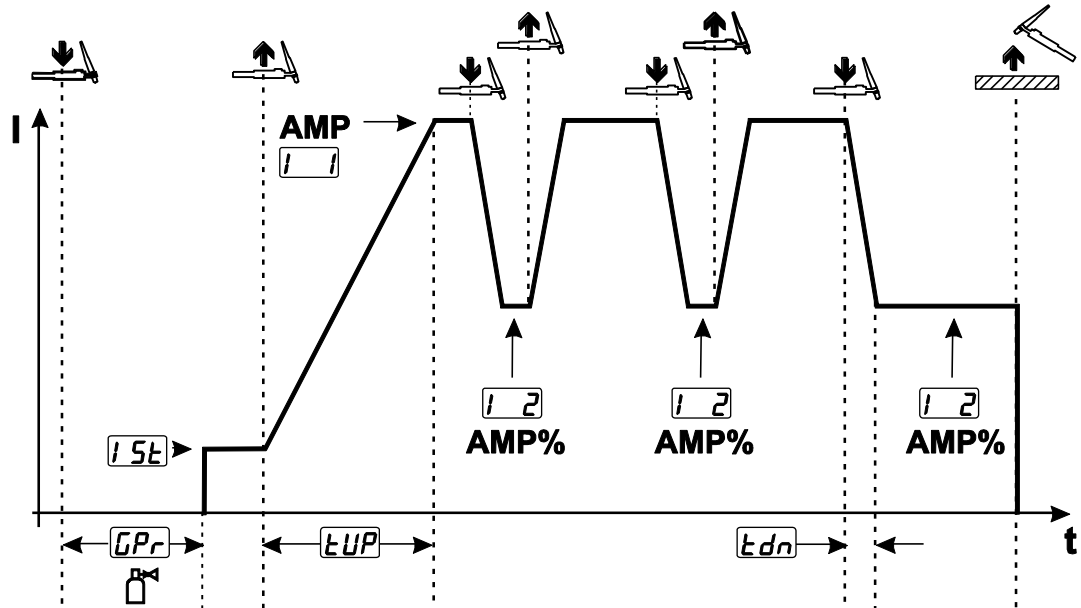 I
AMP
I 1
I 2
AMP%
I 2
AMP%
I 2
AMP%
I St
GPr
tUP
tdn
t